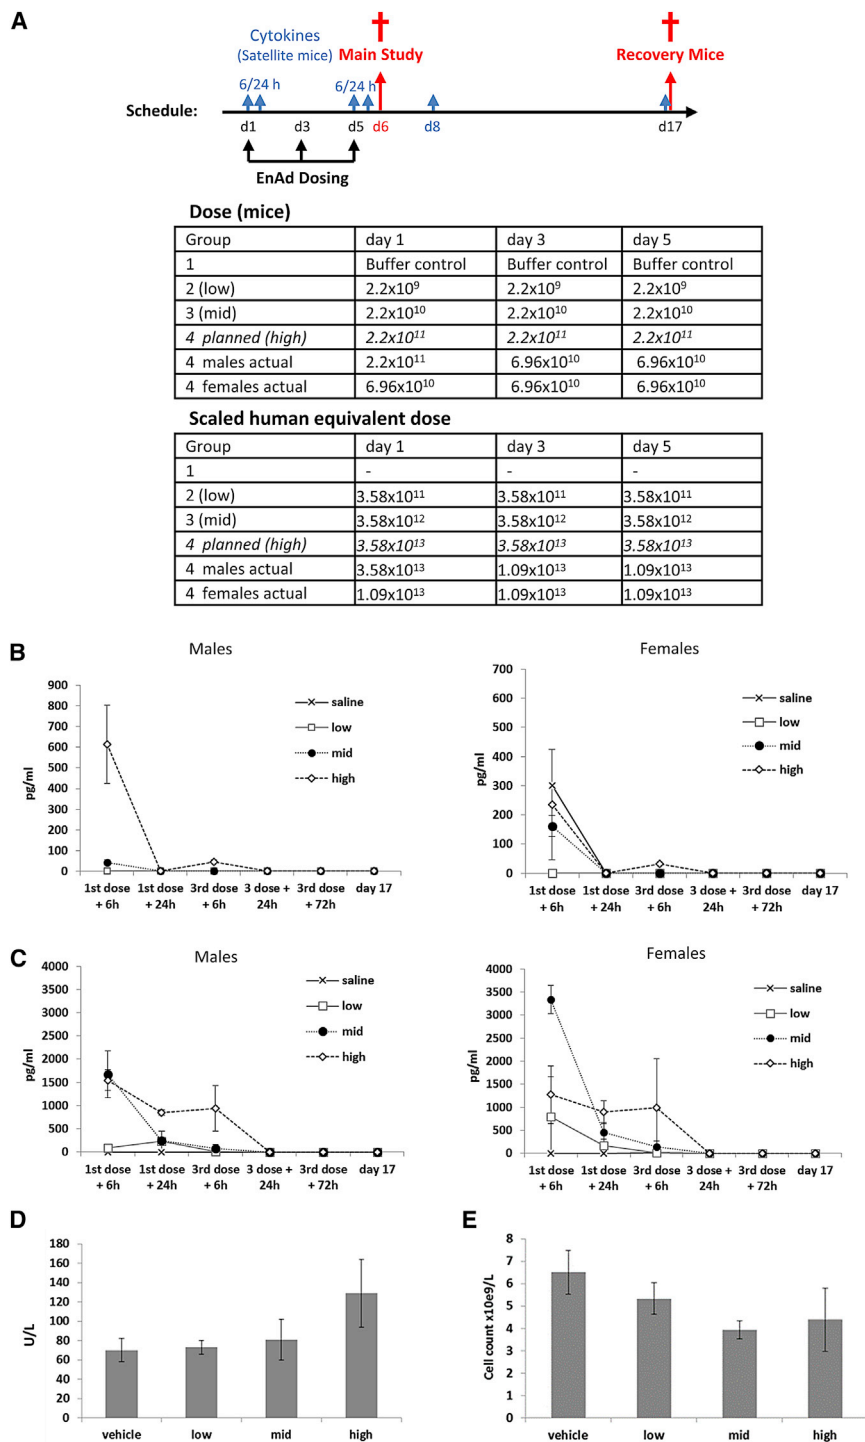 A
Cytokines
(Satellite mice) Main Study Recovery Mice
6/24 h 6/24 h
Schedule:
d1 d3 d5 d6 d8 d17
EnAd Dosing
Dose (mice)
Group day 1 day 3 day 5
1 Buffer control Buffer control Buffer control
2 (low) 2.2x10⁹ 2.2x10⁹ 2.2x10⁹
3 (mid) 2.2x10¹⁰ 2.2x10¹⁰ 2.2x10¹⁰
4 planned (high) 2.2x10¹¹ 2.2x10¹¹ 2.2x10¹¹
4 males actual 2.2x10¹¹ 6.96x10¹⁰ 6.96x10¹⁰
4 females actual 6.96x10¹⁰ 6.96x10¹⁰ 6.96x10¹⁰
Scaled human equivalent dose
Group day 1 day 3 day 5
1 - - -
2 (low) 3.58x10¹¹ 3.58x10¹¹ 3.58x10¹¹
3 (mid) 3.58x10¹² 3.58x10¹² 3.58x10¹²
4 planned (high) 3.58x10¹³ 3.58x10¹³ 3.58x10¹³
4 males actual 3.58x10¹³ 1.09x10¹³ 1.09x10¹³
4 females actual 1.09x10¹³ 1.09x10¹³ 1.09x10¹³
B
Males
pg/ml
900
800
700
600
500
400
300
200
100
0
saline
low
mid
high
1st dose 1st dose 3rd dose 3 dose + 3rd dose day 17
+ 6h + 24h + 6h 24h + 72h
Females
pg/ml
700
600
500
400
300
200
100
0
saline
low
mid
high
1st dose 1st dose 3rd dose 3 dose + 3rd dose day 17
+ 6h + 24h + 6h 24h + 72h
C
Males
pg/ml
4000
3500
3000
2500
2000
1500
1000
500
0
saline
low
mid
high
1st dose 1st dose 3rd dose 3 dose + 3rd dose day 17
+ 6h + 24h + 6h 24h + 72h
Females
pg/ml
4000
3500
3000
2500
2000
1500
1000
500
0
saline
low
mid
high
1st dose 1st dose 3rd dose 3 dose + 3rd dose day 17
+ 6h + 24h + 6h 24h + 72h
D
U/L
180
160
140
120
100
80
60
40
20
0
vehicle low mid high
E
Cell count x10e9/L
8
7
6
5
4
3
2
1
0
vehicle low mid high